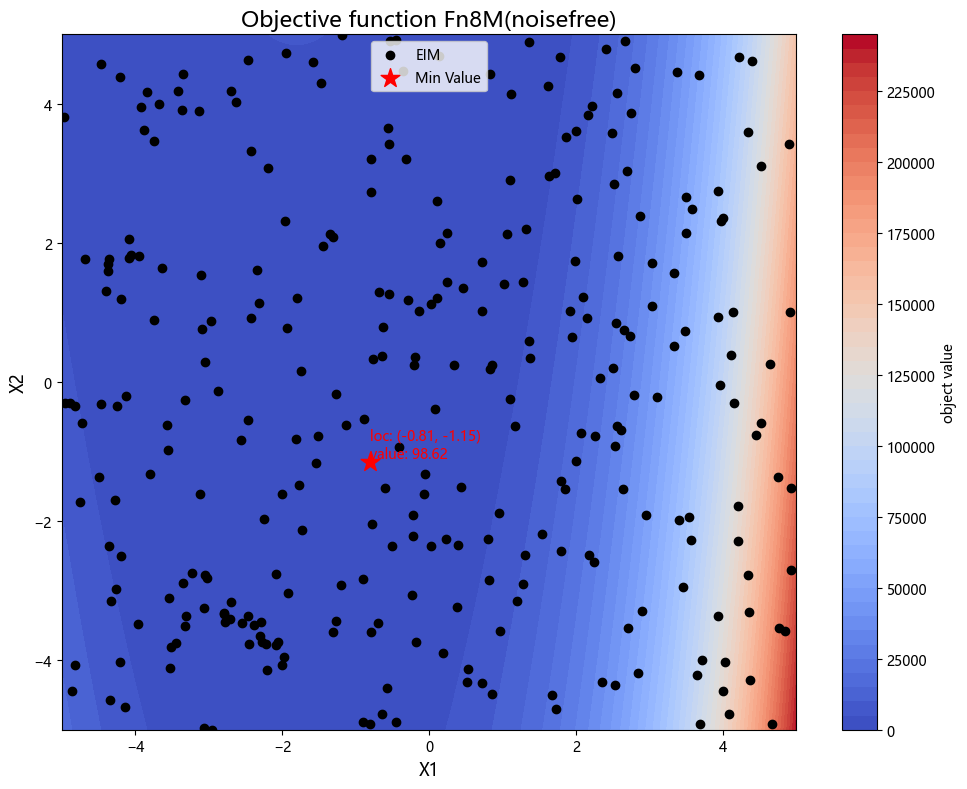 Objective function Fn8M(noisefree)
EIM
Min Value
loc: (-0.81, -1.15)
value: 98.62
4
2
0
−2
−4
−4
−2
0
2
4
X1
X2
225000
200000
175000
150000
125000
100000
75000
50000
25000
0
object value